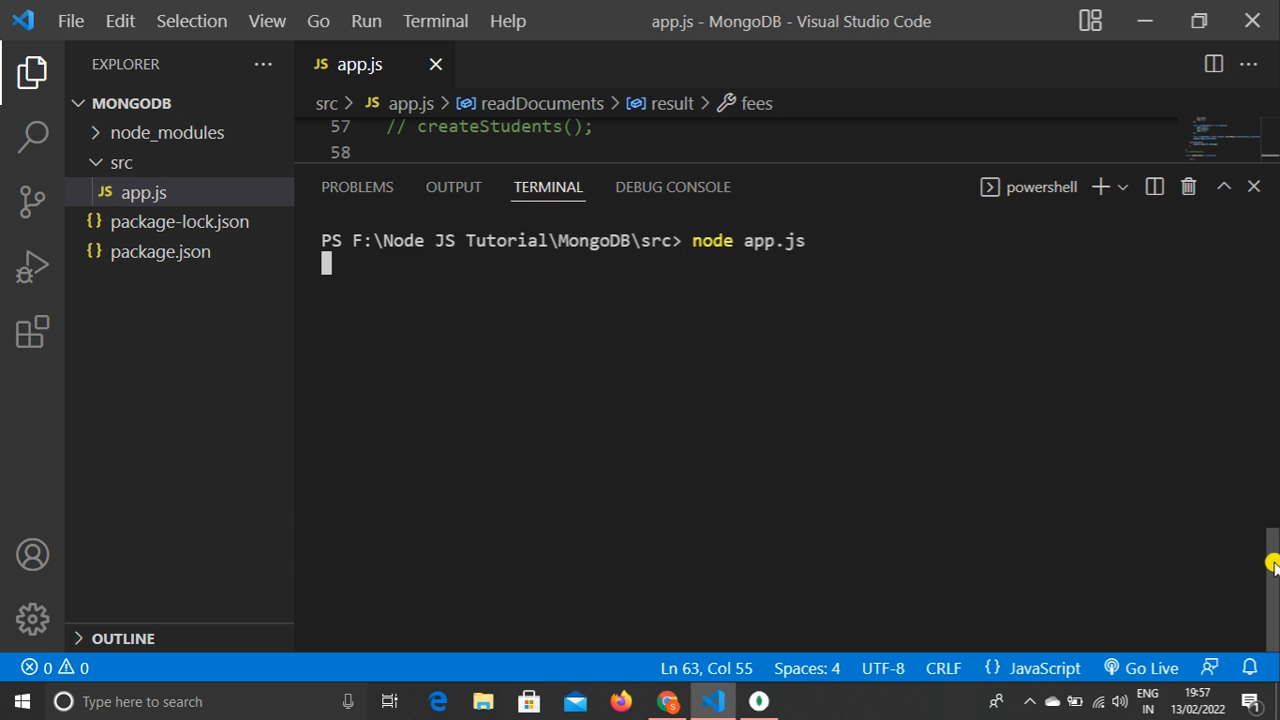 File Edit Selection View Go Run Terminal Help app.js - MongoDB - Visual Studio Code
EXPLORER
MONGODB
node_modules
src
JS app.js
{} package-lock.json
{} package.json
OUTLINE
JS app.js
src > JS app.js > readDocuments > result > fees
57 // createStudents();
58
PROBLEMS OUTPUT TERMINAL DEBUG CONSOLE powershell
PS F:\Node JS Tutorial\MongoDB\src> node app.js
0 0 Ln 63, Col 55 Spaces: 4 UTF-8 CRLF {} JavaScript Go Live
Type here to search
ENG
IN
19:57
13/02/2022
1